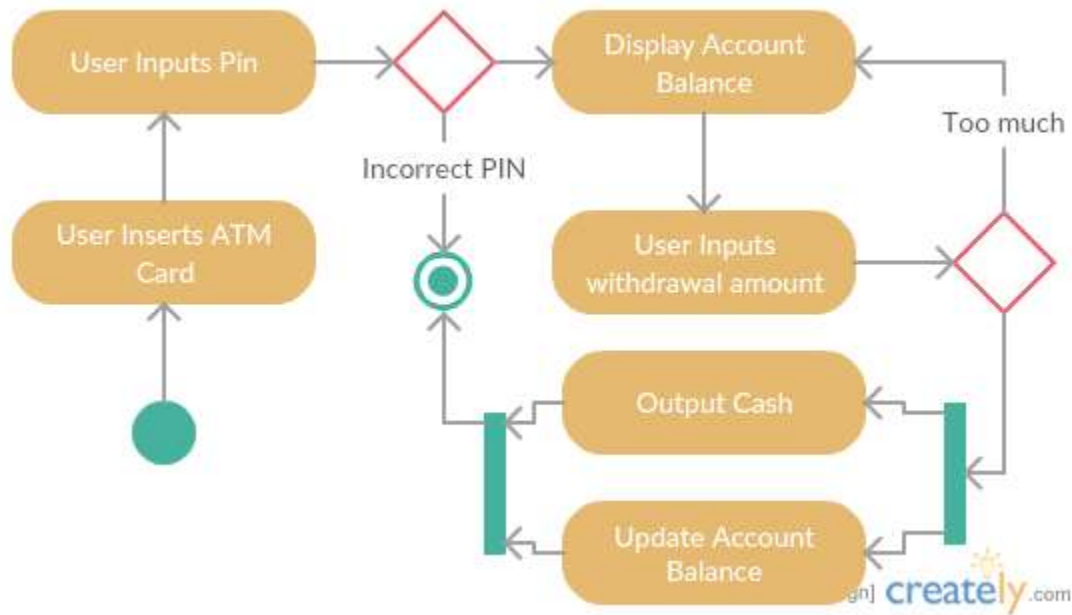 User Inputs Pin
Display Account
Balance
Too much
Incorrect PIN
User Inserts ATM
Card
User Inputs
withdrawal amount
Output Cash
Update Account
Balance
gn] creately.com